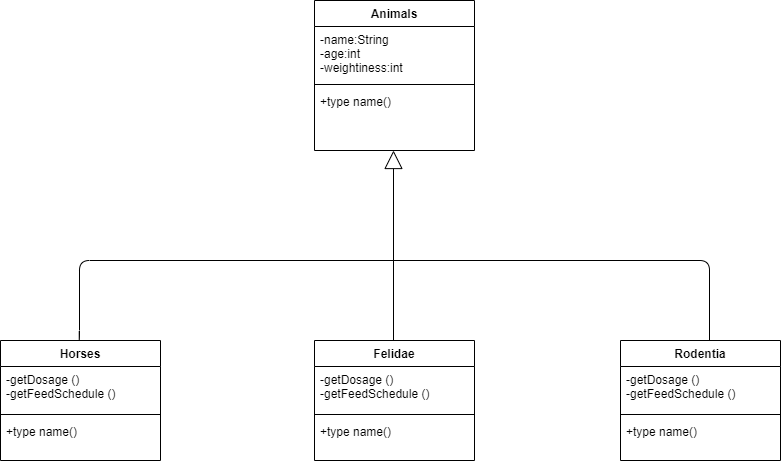 Animals
-name:String
-age:int
-weightiness:int
+type name()
Horses
-getDosage ()
-getFeedSchedule ()
+type name()
Felidae
-getDosage ()
-getFeedSchedule ()
+type name()
Rodentia
-getDosage ()
-getFeedSchedule ()
+type name()